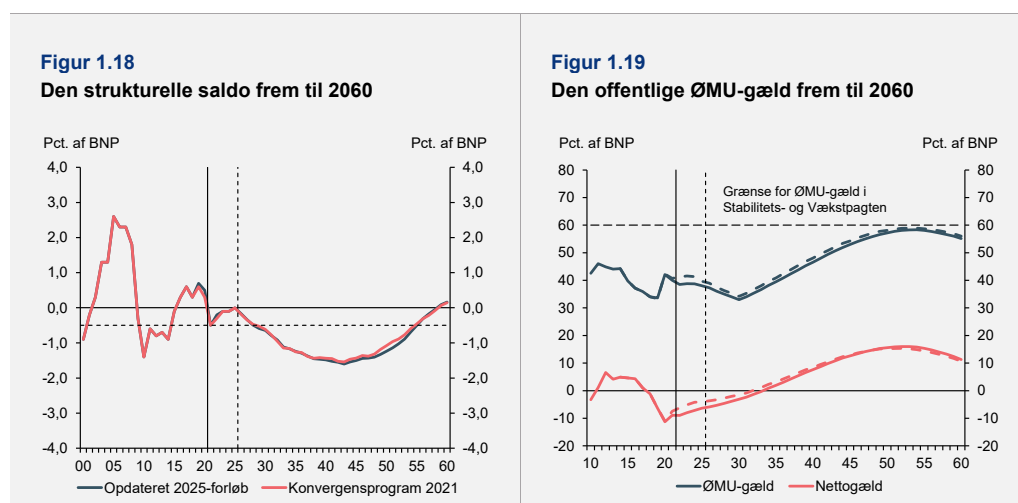 Figur 1.18
Den strukturelle saldo frem til 2060
Pct. af BNP Pct. af BNP
4,0 4,0
3,0 3,0
2,0 2,0
1,0 1,0
0,0 0,0
-1,0 -1,0
-2,0 -2,0
-3,0 -3,0
-4,0 -4,0
00 05 10 15 20 25 30 35 40 45 50 55 60
Opdateret 2025-forløb Konvergensprogram 2021
Figur 1.19
Den offentlige ØMU-gæld frem til 2060
Pct. af BNP Pct. af BNP
80 80
Grænse for ØMU-gæld i
70 70
Stabilitets- og Vækstpagten
60 60
50 50
40 40
30 30
20 20
10 10
0 0
-10 -10
-20 -20
10 15 20 25 30 35 40 45 50 55 60
ØMU-gæld Nettogæld